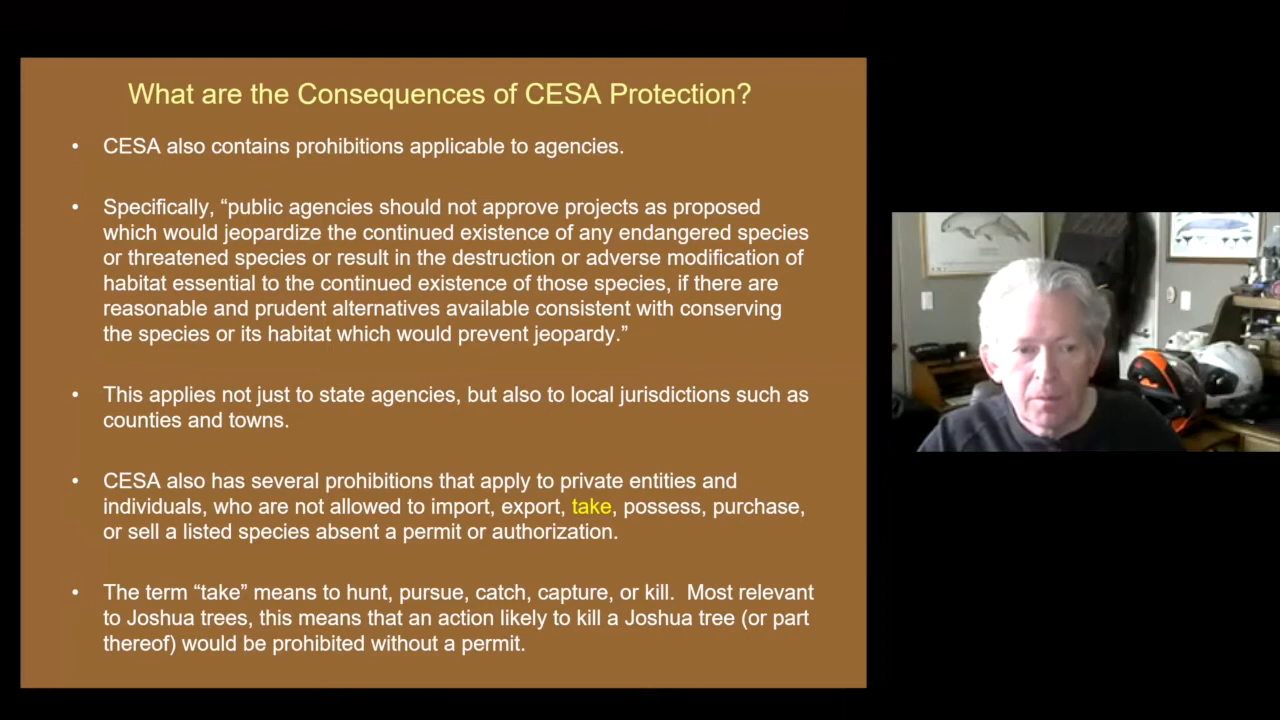 What are the Consequences of CESA Protection?
• CESA also contains prohibitions applicable to agencies.
• Specifically, “public agencies should not approve projects as proposed
which would jeopardize the continued existence of any endangered species
or threatened species or result in the destruction or adverse modification of
habitat essential to the continued existence of those species, if there are
reasonable and prudent alternatives available consistent with conserving
the species or its habitat which would prevent jeopardy.”
• This applies not just to state agencies, but also to local jurisdictions such as
counties and towns.
• CESA also has several prohibitions that apply to private entities and
individuals, who are not allowed to import, export, take, possess, purchase,
or sell a listed species absent a permit or authorization.
• The term “take” means to hunt, pursue, catch, capture, or kill.  Most relevant
to Joshua trees, this means that an action likely to kill a Joshua tree (or part
thereof) would be prohibited without a permit.